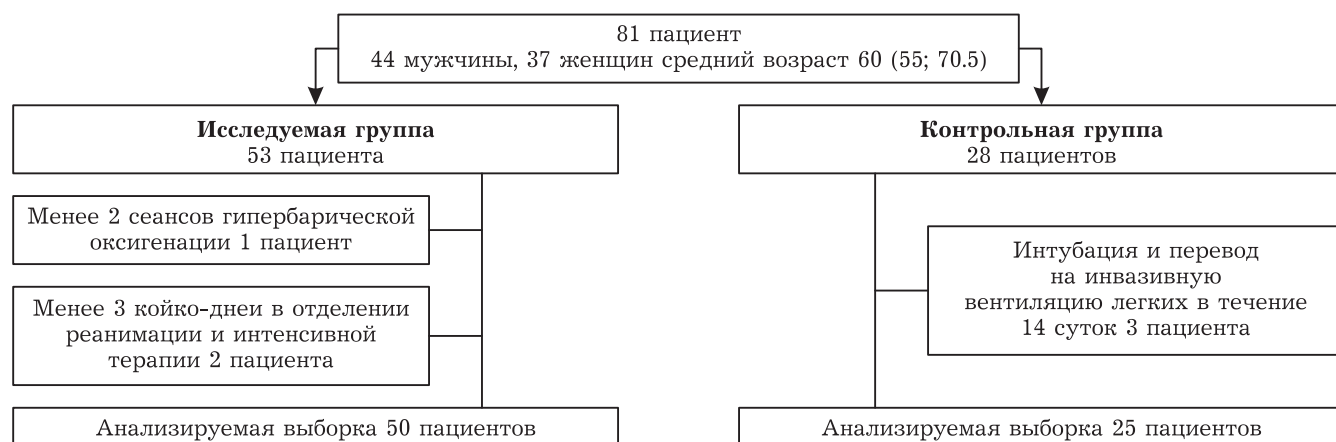 81 пациент
44 мужчины, 37 женщин средний возраст 60 (55; 70.5)
Исследуемая группа
53 пациента
Контрольная группа
28 пациентов
Менее 2 сеансов гипербарической
оксигенации 1 пациент
Менее 3 койко-дней в отделении
реанимации и интенсивной
терапии 2 пациента
Интубация и перевод
на инвазивную
вентиляцию легких в течение
14 суток 3 пациента
Анализируемая выборка 50 пациентов
Анализируемая выборка 25 пациентов